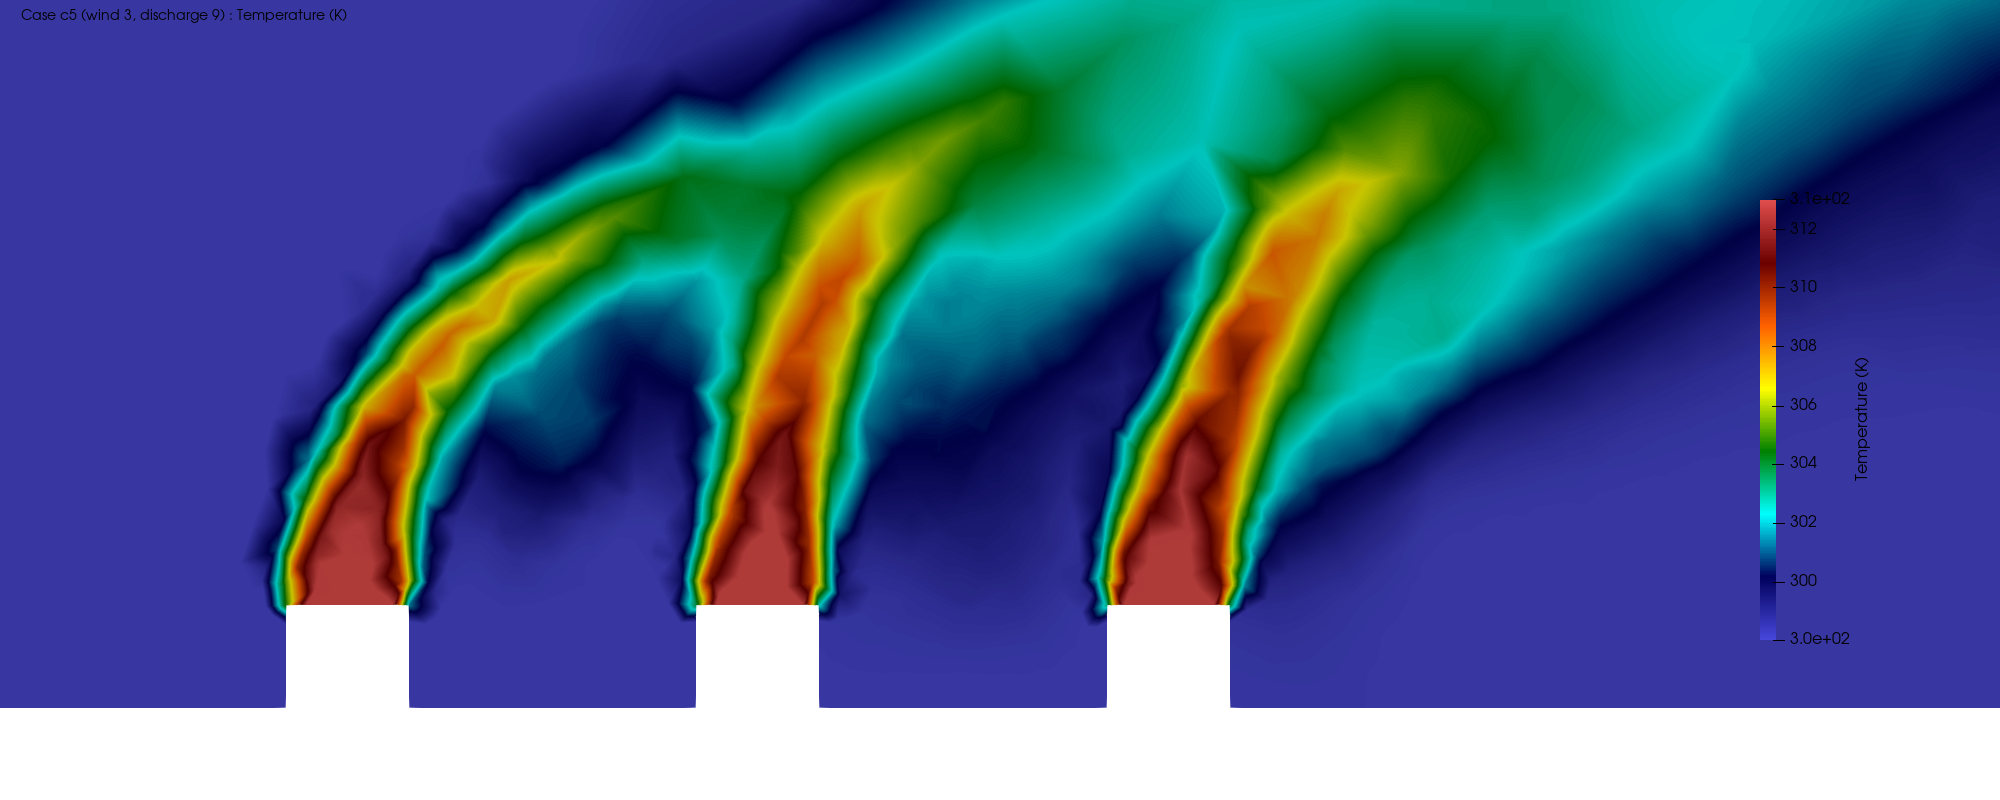 Case c5 (wind 3, discharge 9) : Temperature (K)
3.1e+02
312
310
308
306
304
302
300
3.0e+02
Temperature (K)